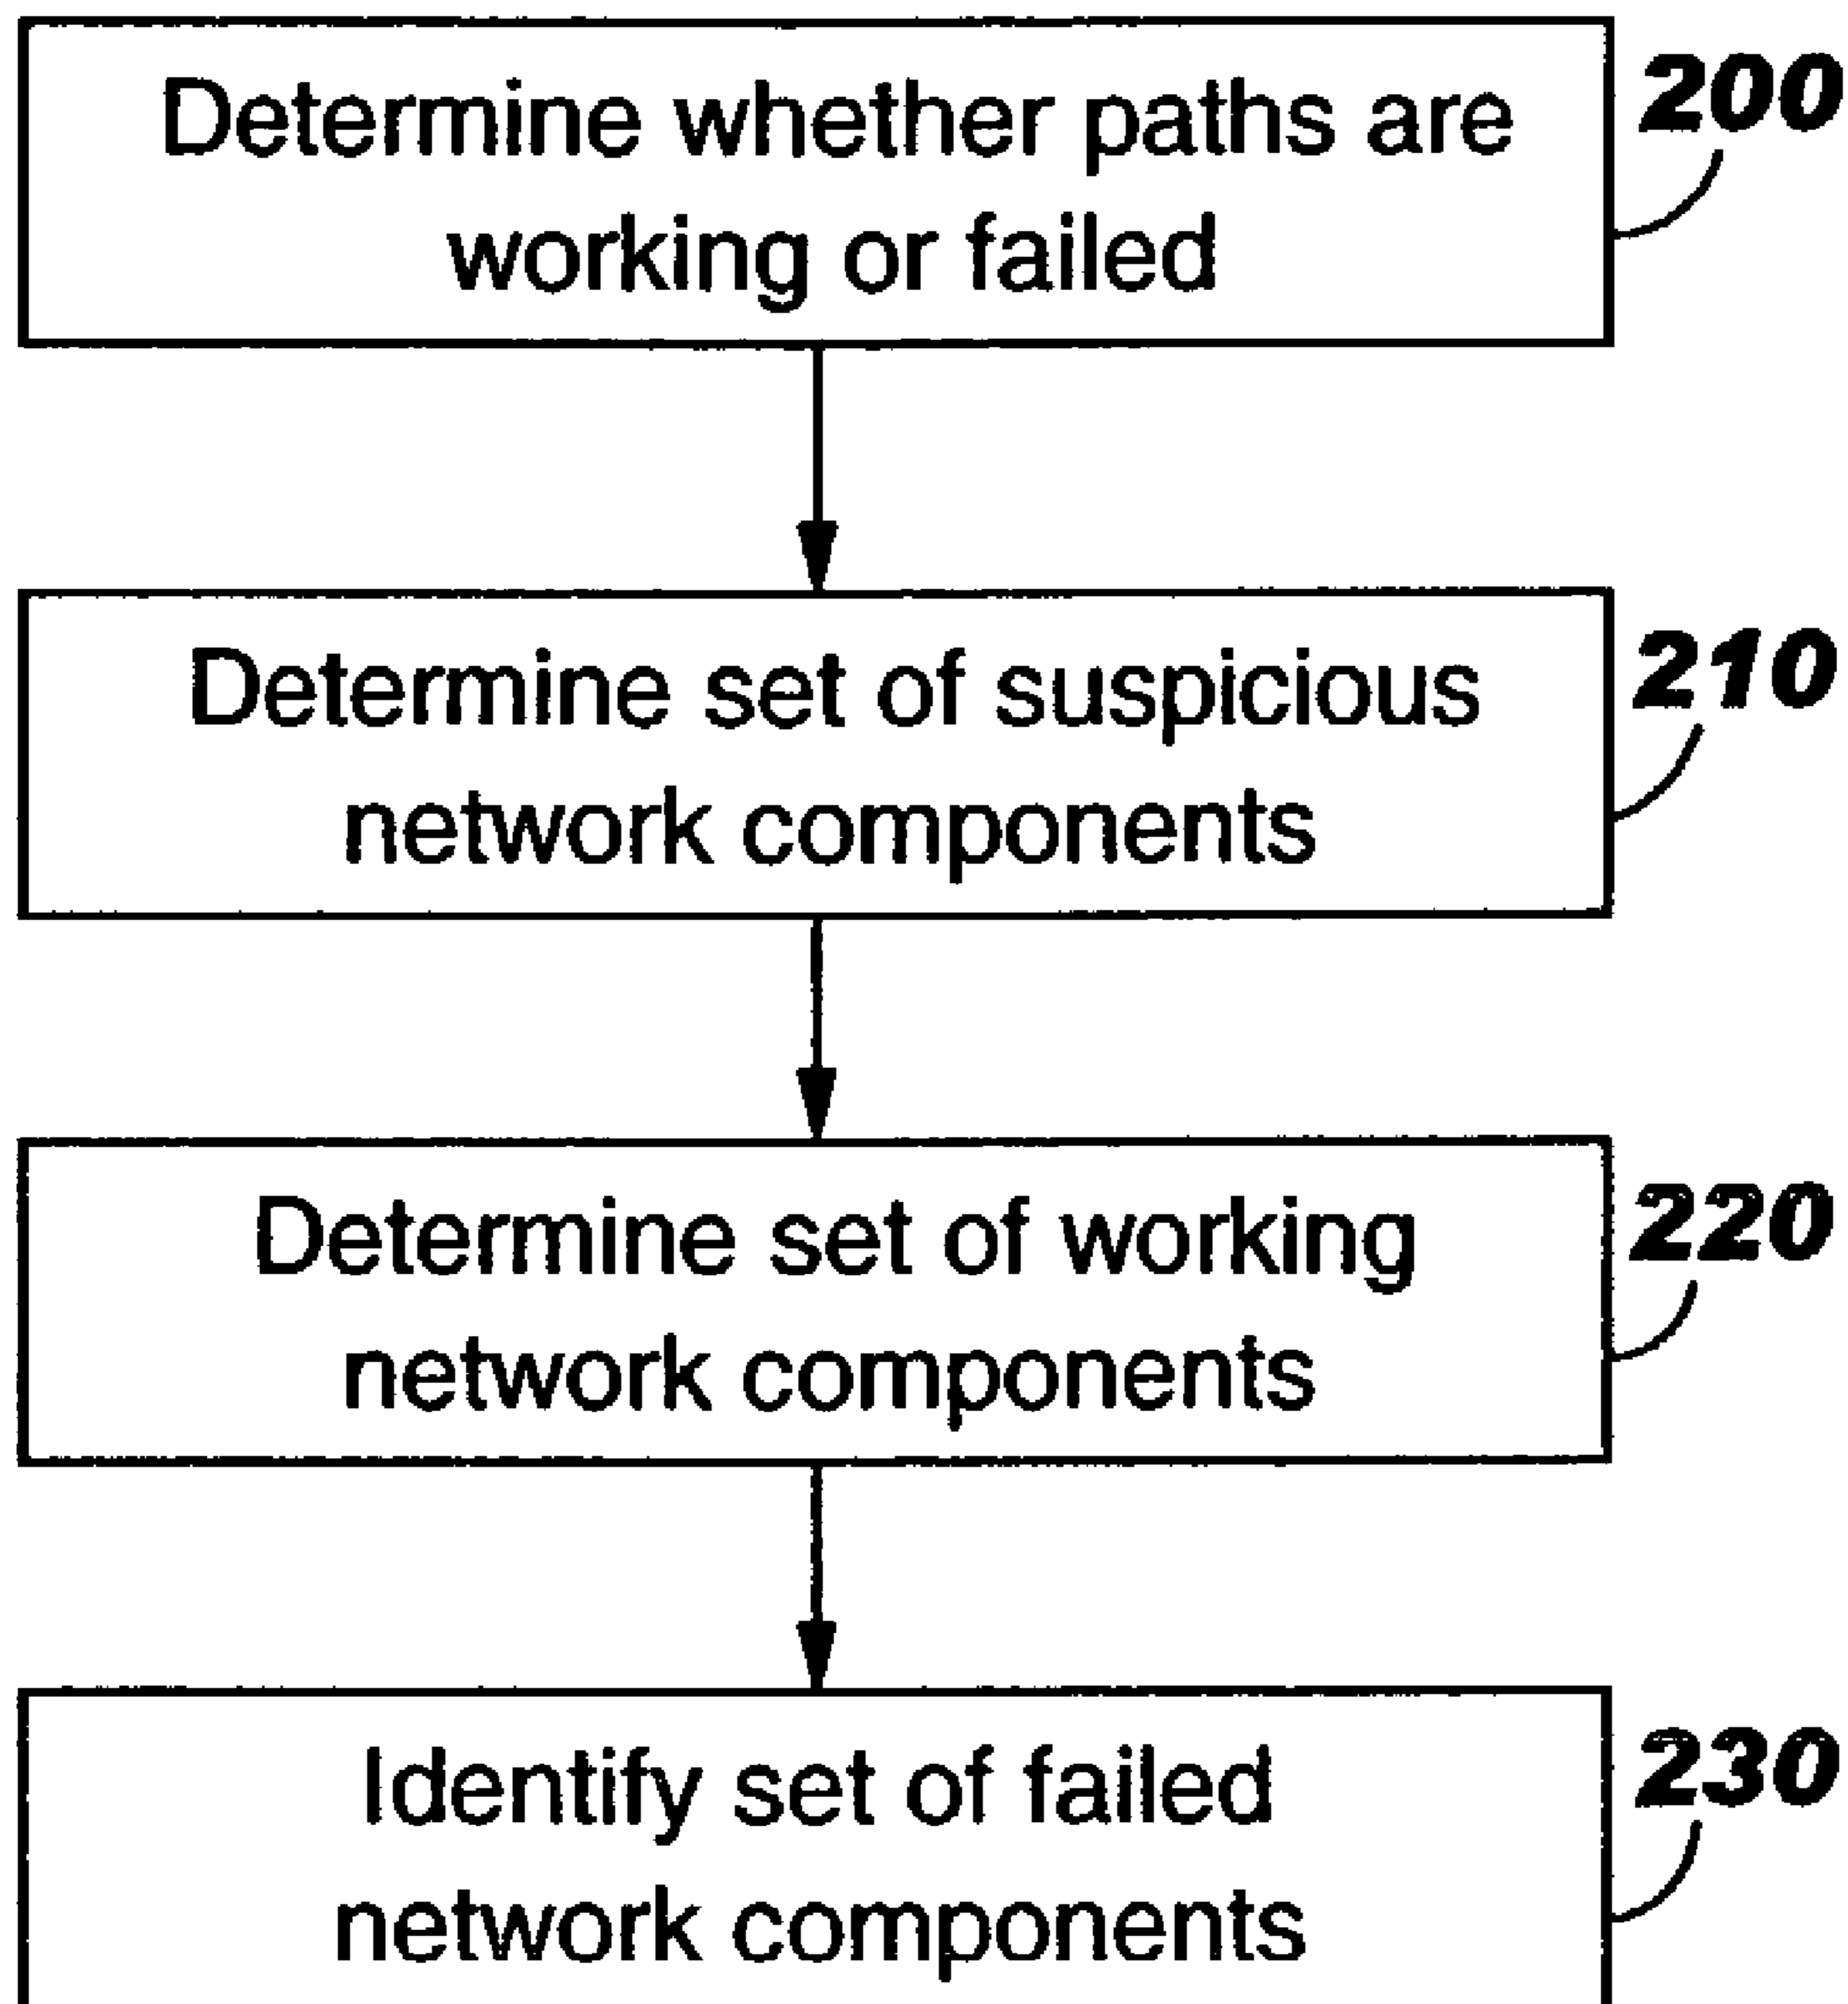 Determine whether paths are
working or failed
200
Determine set of suspicious
network components
210
Determine set of working
network components
220
Identify set of failed
network components
230